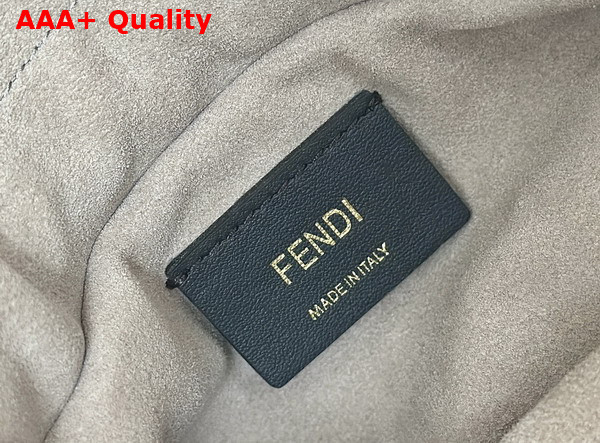 AAA+ Quality
FENDI
MADE IN ITALY